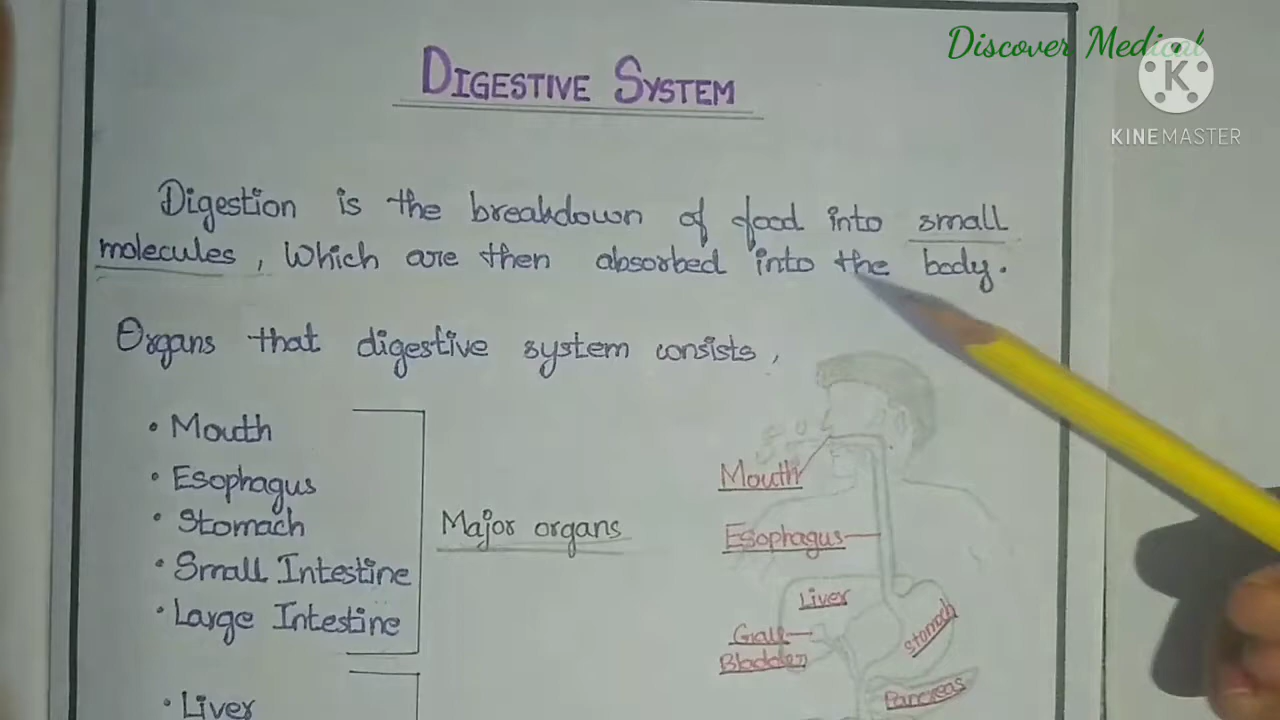 Discover Medical
KINEMASTER
DIGESTIVE SYSTEM
Digestion is the breakdown of food into small
molecules, Which are then absorbed into the body.
Organs that digestive system consists,
• Mouth
• Esophagus
• Stomach
• Small Intestine
• Large Intestine
Major organs
• Liver
Mouth
Esophagus
Liver
Gall
Bladder
Stomach
Pancreas